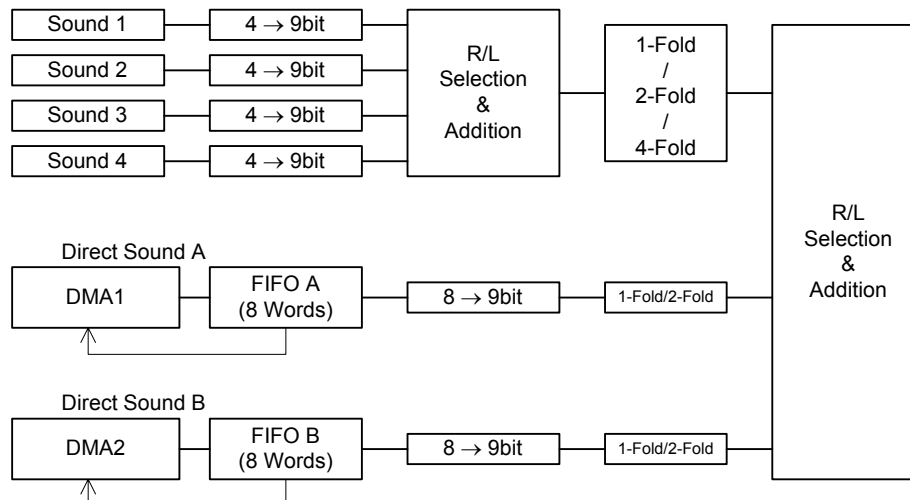 Sound 1
4 → 9bit
Sound 2
4 → 9bit
Sound 3
4 → 9bit
Sound 4
4 → 9bit
R/L
Selection
&
Addition
1-Fold
/
2-Fold
/
4-Fold
R/L
Selection
&
Addition
Direct Sound A
DMA1
FIFO A
(8 Words)
8 → 9bit
1-Fold/2-Fold
Direct Sound B
DMA2
FIFO B
(8 Words)
8 → 9bit
1-Fold/2-Fold